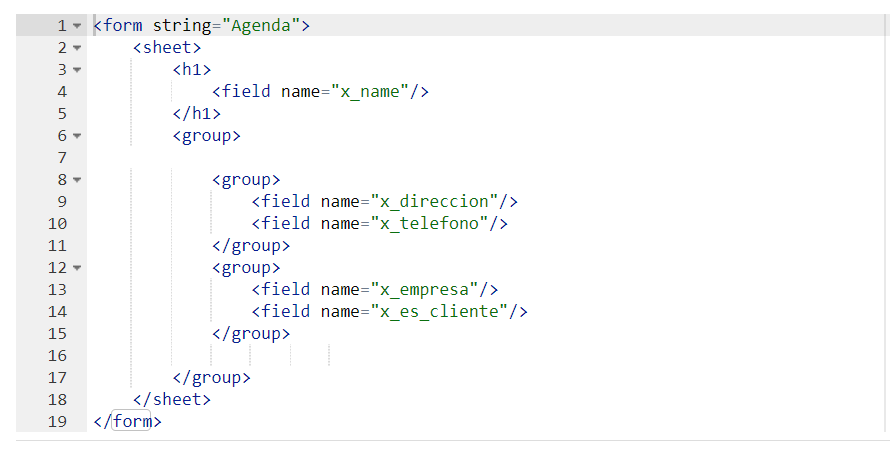 1 <form string="Agenda">
2 <sheet>
3 <h1>
4 <field name="x_name"/>
5 </h1>
6 <group>
7
8 <group>
9 <field name="x_direccion"/>
10 <field name="x_telefono"/>
11 </group>
12 <group>
13 <field name="x_empresa"/>
14 <field name="x_es_cliente"/>
15 </group>
16
17 </group>
18 </sheet>
19 </form>